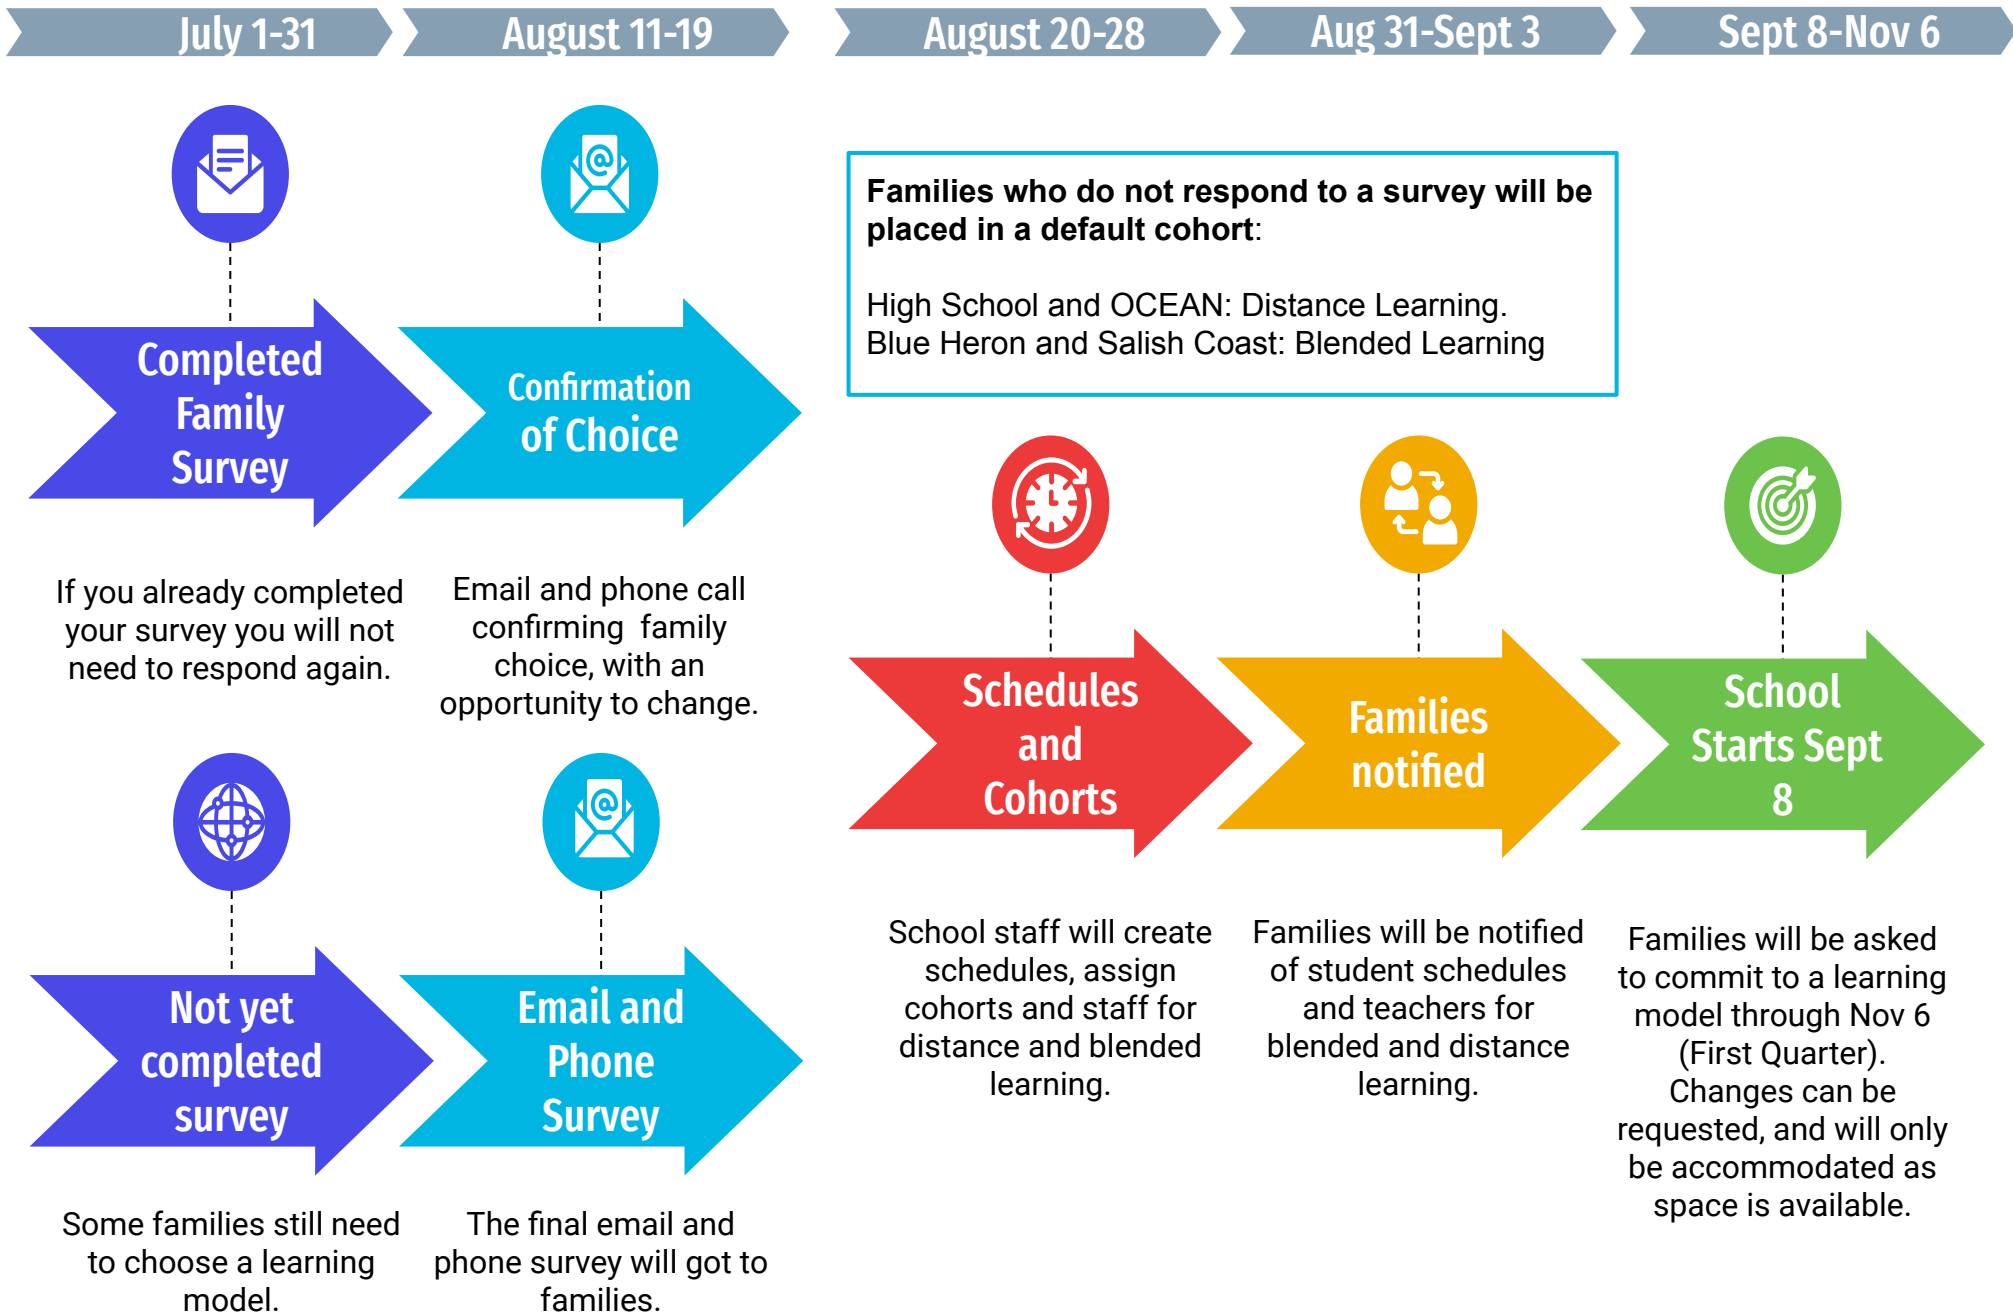 July 1-31
August 11-19
August 20-28
Aug 31-Sept 3
Sept 8-Nov 6
Families who do not respond to a survey will be
placed in a default cohort:
High School and OCEAN: Distance Learning.
Blue Heron and Salish Coast: Blended Learning
Completed
Family
Survey
If you already completed
your survey you will not
need to respond again.
Confirmation
of Choice
Email and phone call
confirming family
choice, with an
opportunity to change.
Not yet
completed
survey
Some families still need
to choose a learning
model.
Email and
Phone
Survey
The final email and
phone survey will got to
families.
Schedules
and
Cohorts
School staff will create
schedules, assign
cohorts and staff for
distance and blended
learning.
Families
notified
Families will be notified
of student schedules
and teachers for
blended and distance
learning.
School
Starts Sept
8
Families will be asked
to commit to a learning
model through Nov 6
(First Quarter).
Changes can be
requested, and will only
be accommodated as
space is available.